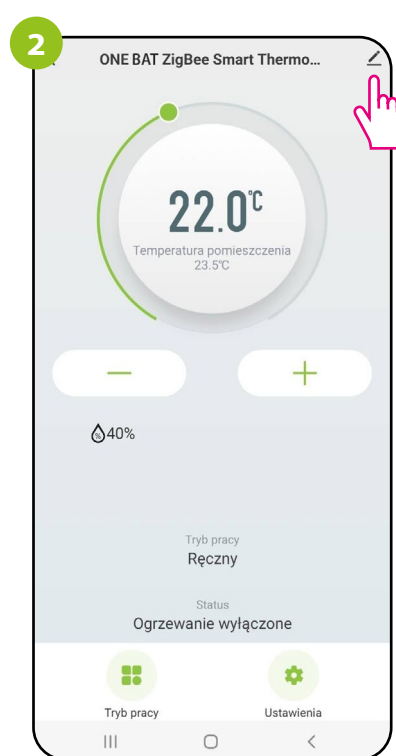 2
ONE BAT ZigBee Smart Thermo...
22.0°C
Temperatura pomieszczenia
23.5°C
40%
Tryb pracy
Ręczny
Status
Ogrzewanie wyłączone
Tryb pracy
Ustawienia